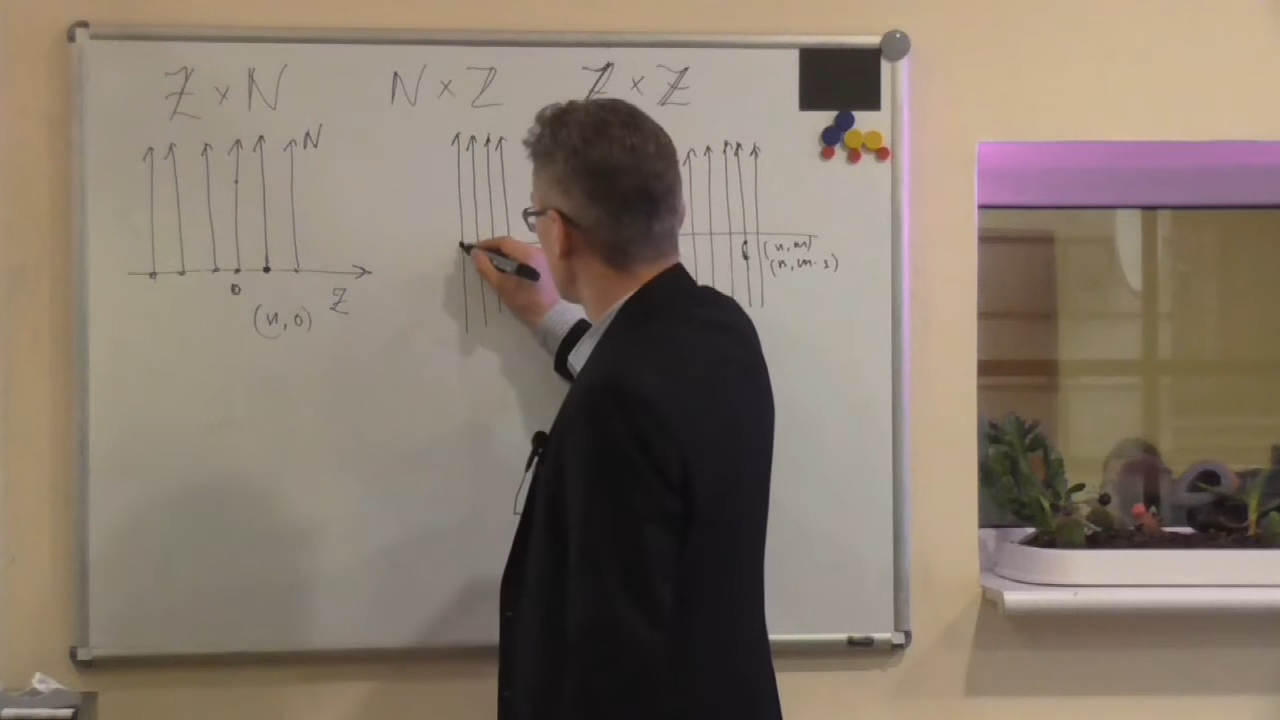 Z × N
N × Z
Z × Z
N
0
Z
(n, 0)
(n, m)
(n, m-1)